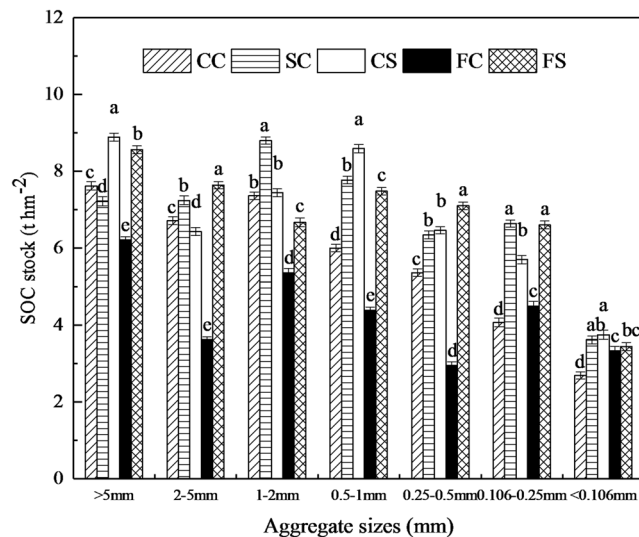 SOC stock (t hm⁻²)
12
10
8
6
4
2
0
CC SC CS FC FS
c d a e b
c b d e a
b a b d c
d b a e c
c b b d a
d a b c a
d ab a c bc
>5mm 2-5mm 1-2mm 0.5-1mm 0.25-0.5mm 0.106-0.25mm <0.106mm
Aggregate sizes (mm)